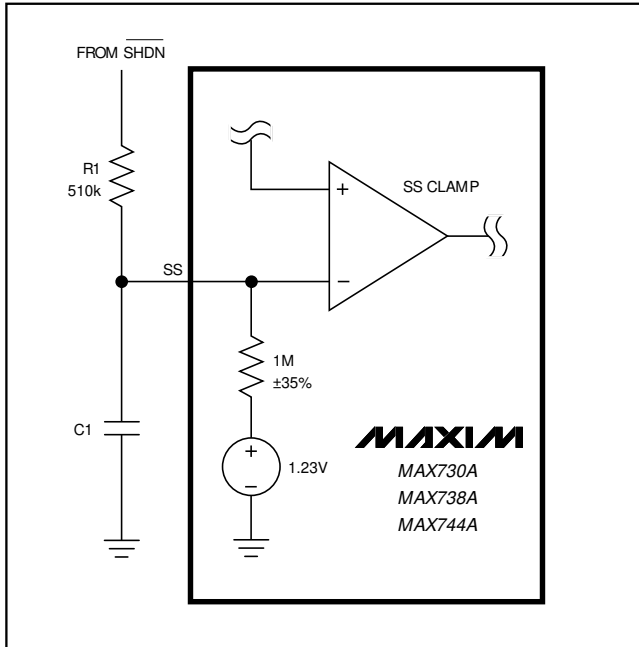 FROM SHDN
R1
510k
SS CLAMP
+
SS
−
1M
±35%
C1
+
1.23V
−
MAXIM
MAX730A
MAX738A
MAX744A